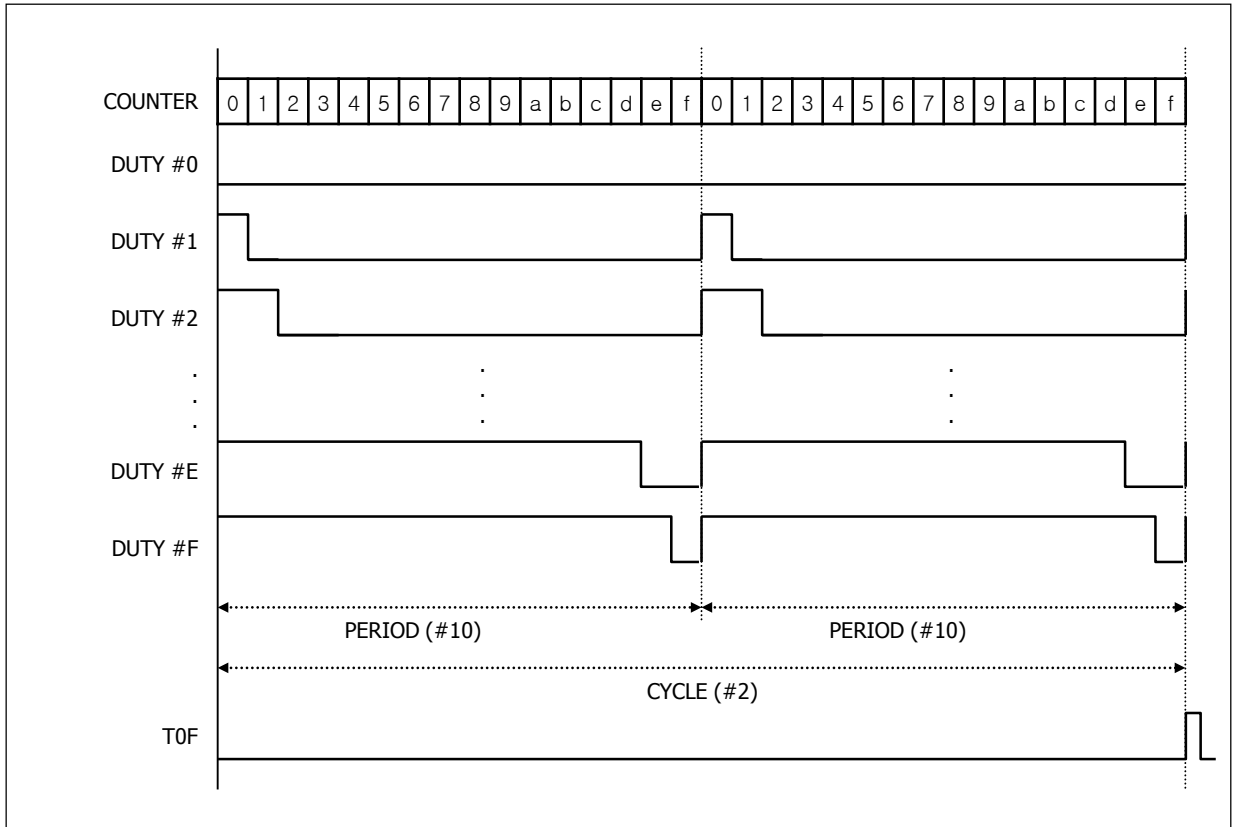 COUNTER 0 1 2 3 4 5 6 7 8 9 a b c d e f 0 1 2 3 4 5 6 7 8 9 a b c d e f
DUTY #0
DUTY #1
DUTY #2
. . .
. . .
. . .
DUTY #E
DUTY #F
PERIOD (#10) PERIOD (#10)
CYCLE (#2)
T0F